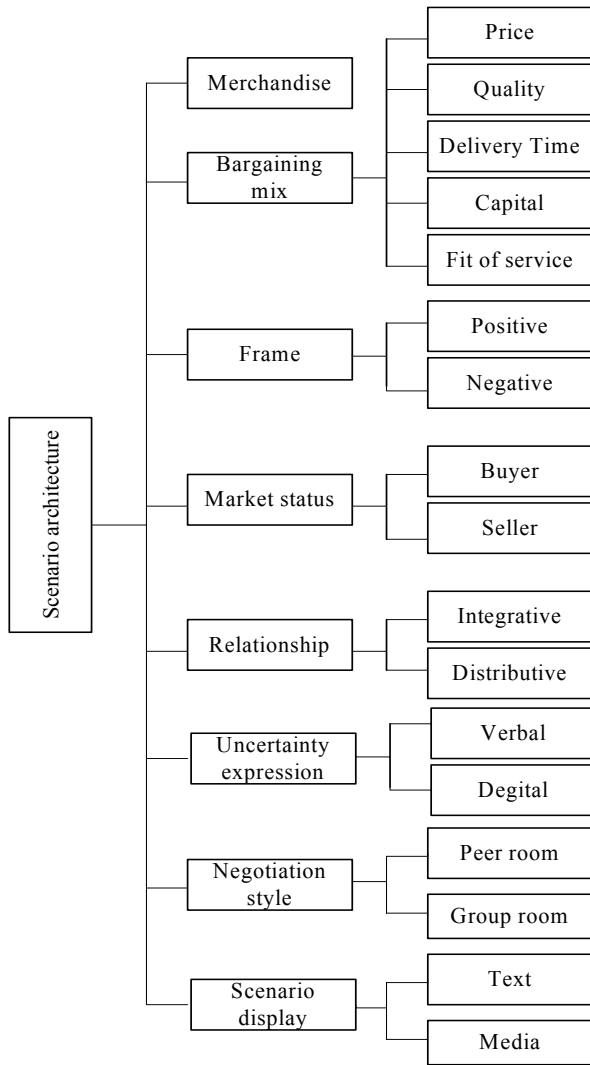 Scenario architecture
Merchandise
Bargaining
mix
Price
Quality
Delivery Time
Capital
Fit of service
Frame
Positive
Negative
Market status
Buyer
Seller
Relationship
Integrative
Distributive
Uncertainty
expression
Verbal
Degital
Negotiation
style
Peer room
Group room
Scenario
display
Text
Media